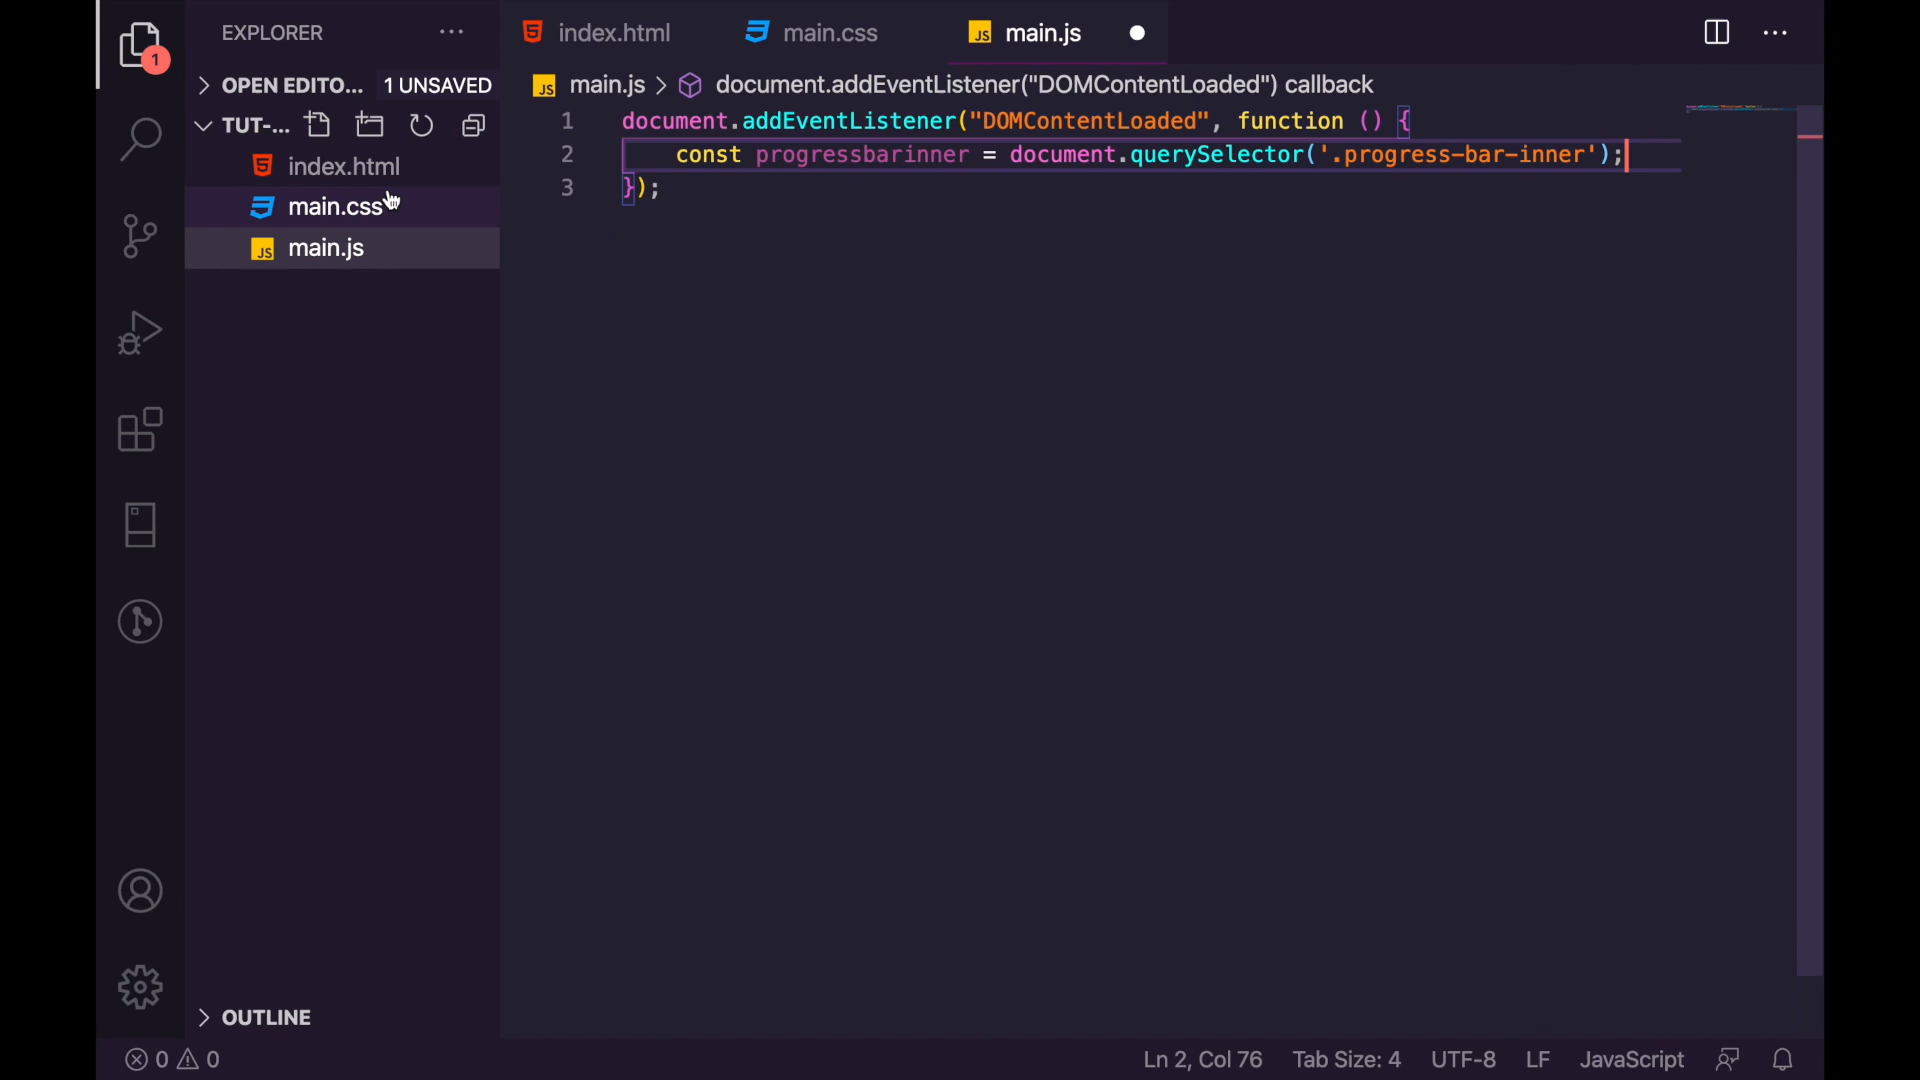 EXPLORER
index.html
main.css
main.js
1
OPEN EDITO... 1 UNSAVED
main.js > document.addEventListener("DOMContentLoaded") callback
TUT-...
index.html
main.css
main.js
1 document.addEventListener("DOMContentLoaded", function () {
2 const progressbarinner = document.querySelector('.progress-bar-inner');
3 });
OUTLINE
0 0
Ln 2, Col 76 Tab Size: 4 UTF-8 LF JavaScript